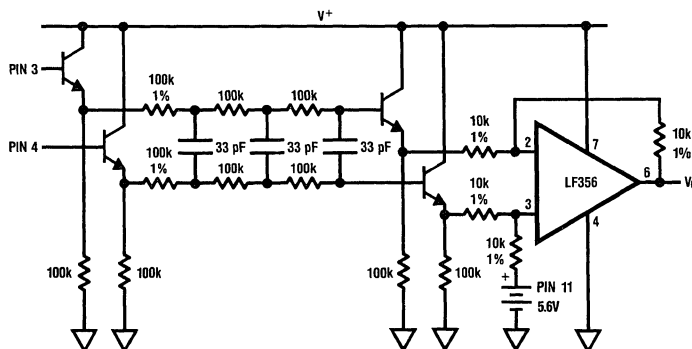 V+
PIN 3
100k
1%
100k
100k
PIN 4
33 pF
33 pF
33 pF
100k
1%
100k
100k
10k
1%
2
7
10k
1%
LF356
6
10k
1%
3
4
10k
1%
PIN 11
+
5.6V
100k
100k
100k
100k